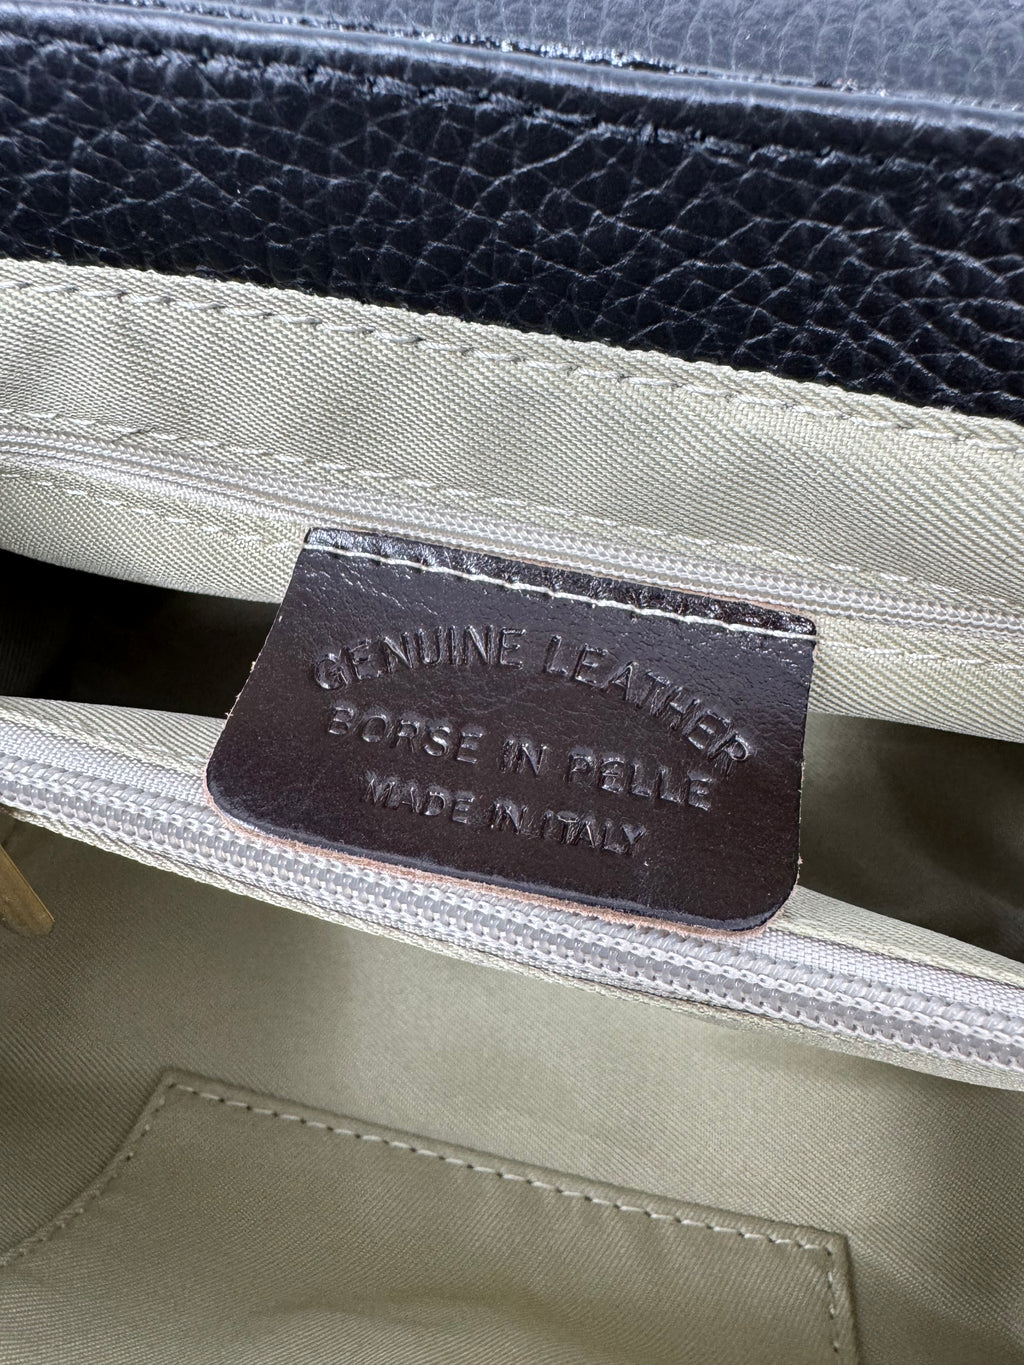 GENUINE LEATHER
BORSE IN PELLE
MADE IN ITALY